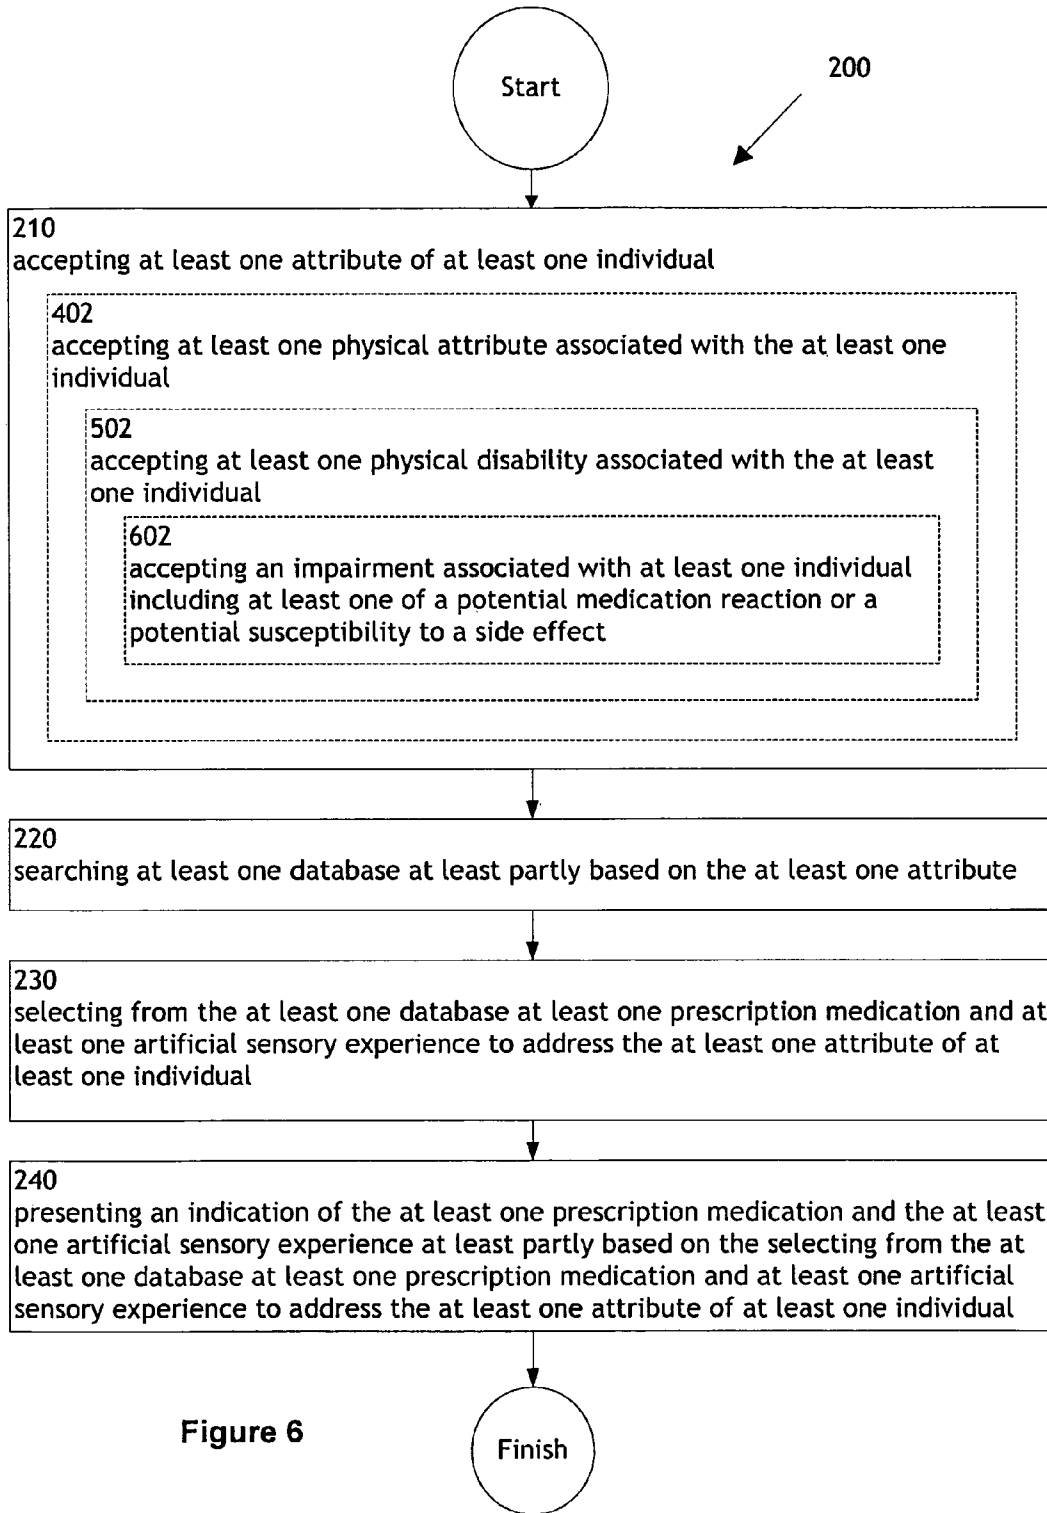 Start
200
210
accepting at least one attribute of at least one individual
402
accepting at least one physical attribute associated with the at least one
individual
502
accepting at least one physical disability associated with the at least
one individual
602
accepting an impairment associated with at least one individual
including at least one of a potential medication reaction or a
potential susceptibility to a side effect
220
searching at least one database at least partly based on the at least one attribute
230
selecting from the at least one database at least one prescription medication and at
least one artificial sensory experience to address the at least one attribute of at
least one individual
240
presenting an indication of the at least one prescription medication and the at least
one artificial sensory experience at least partly based on the selecting from the at
least one database at least one prescription medication and at least one artificial
sensory experience to address the at least one attribute of at least one individual
Figure 6
Finish